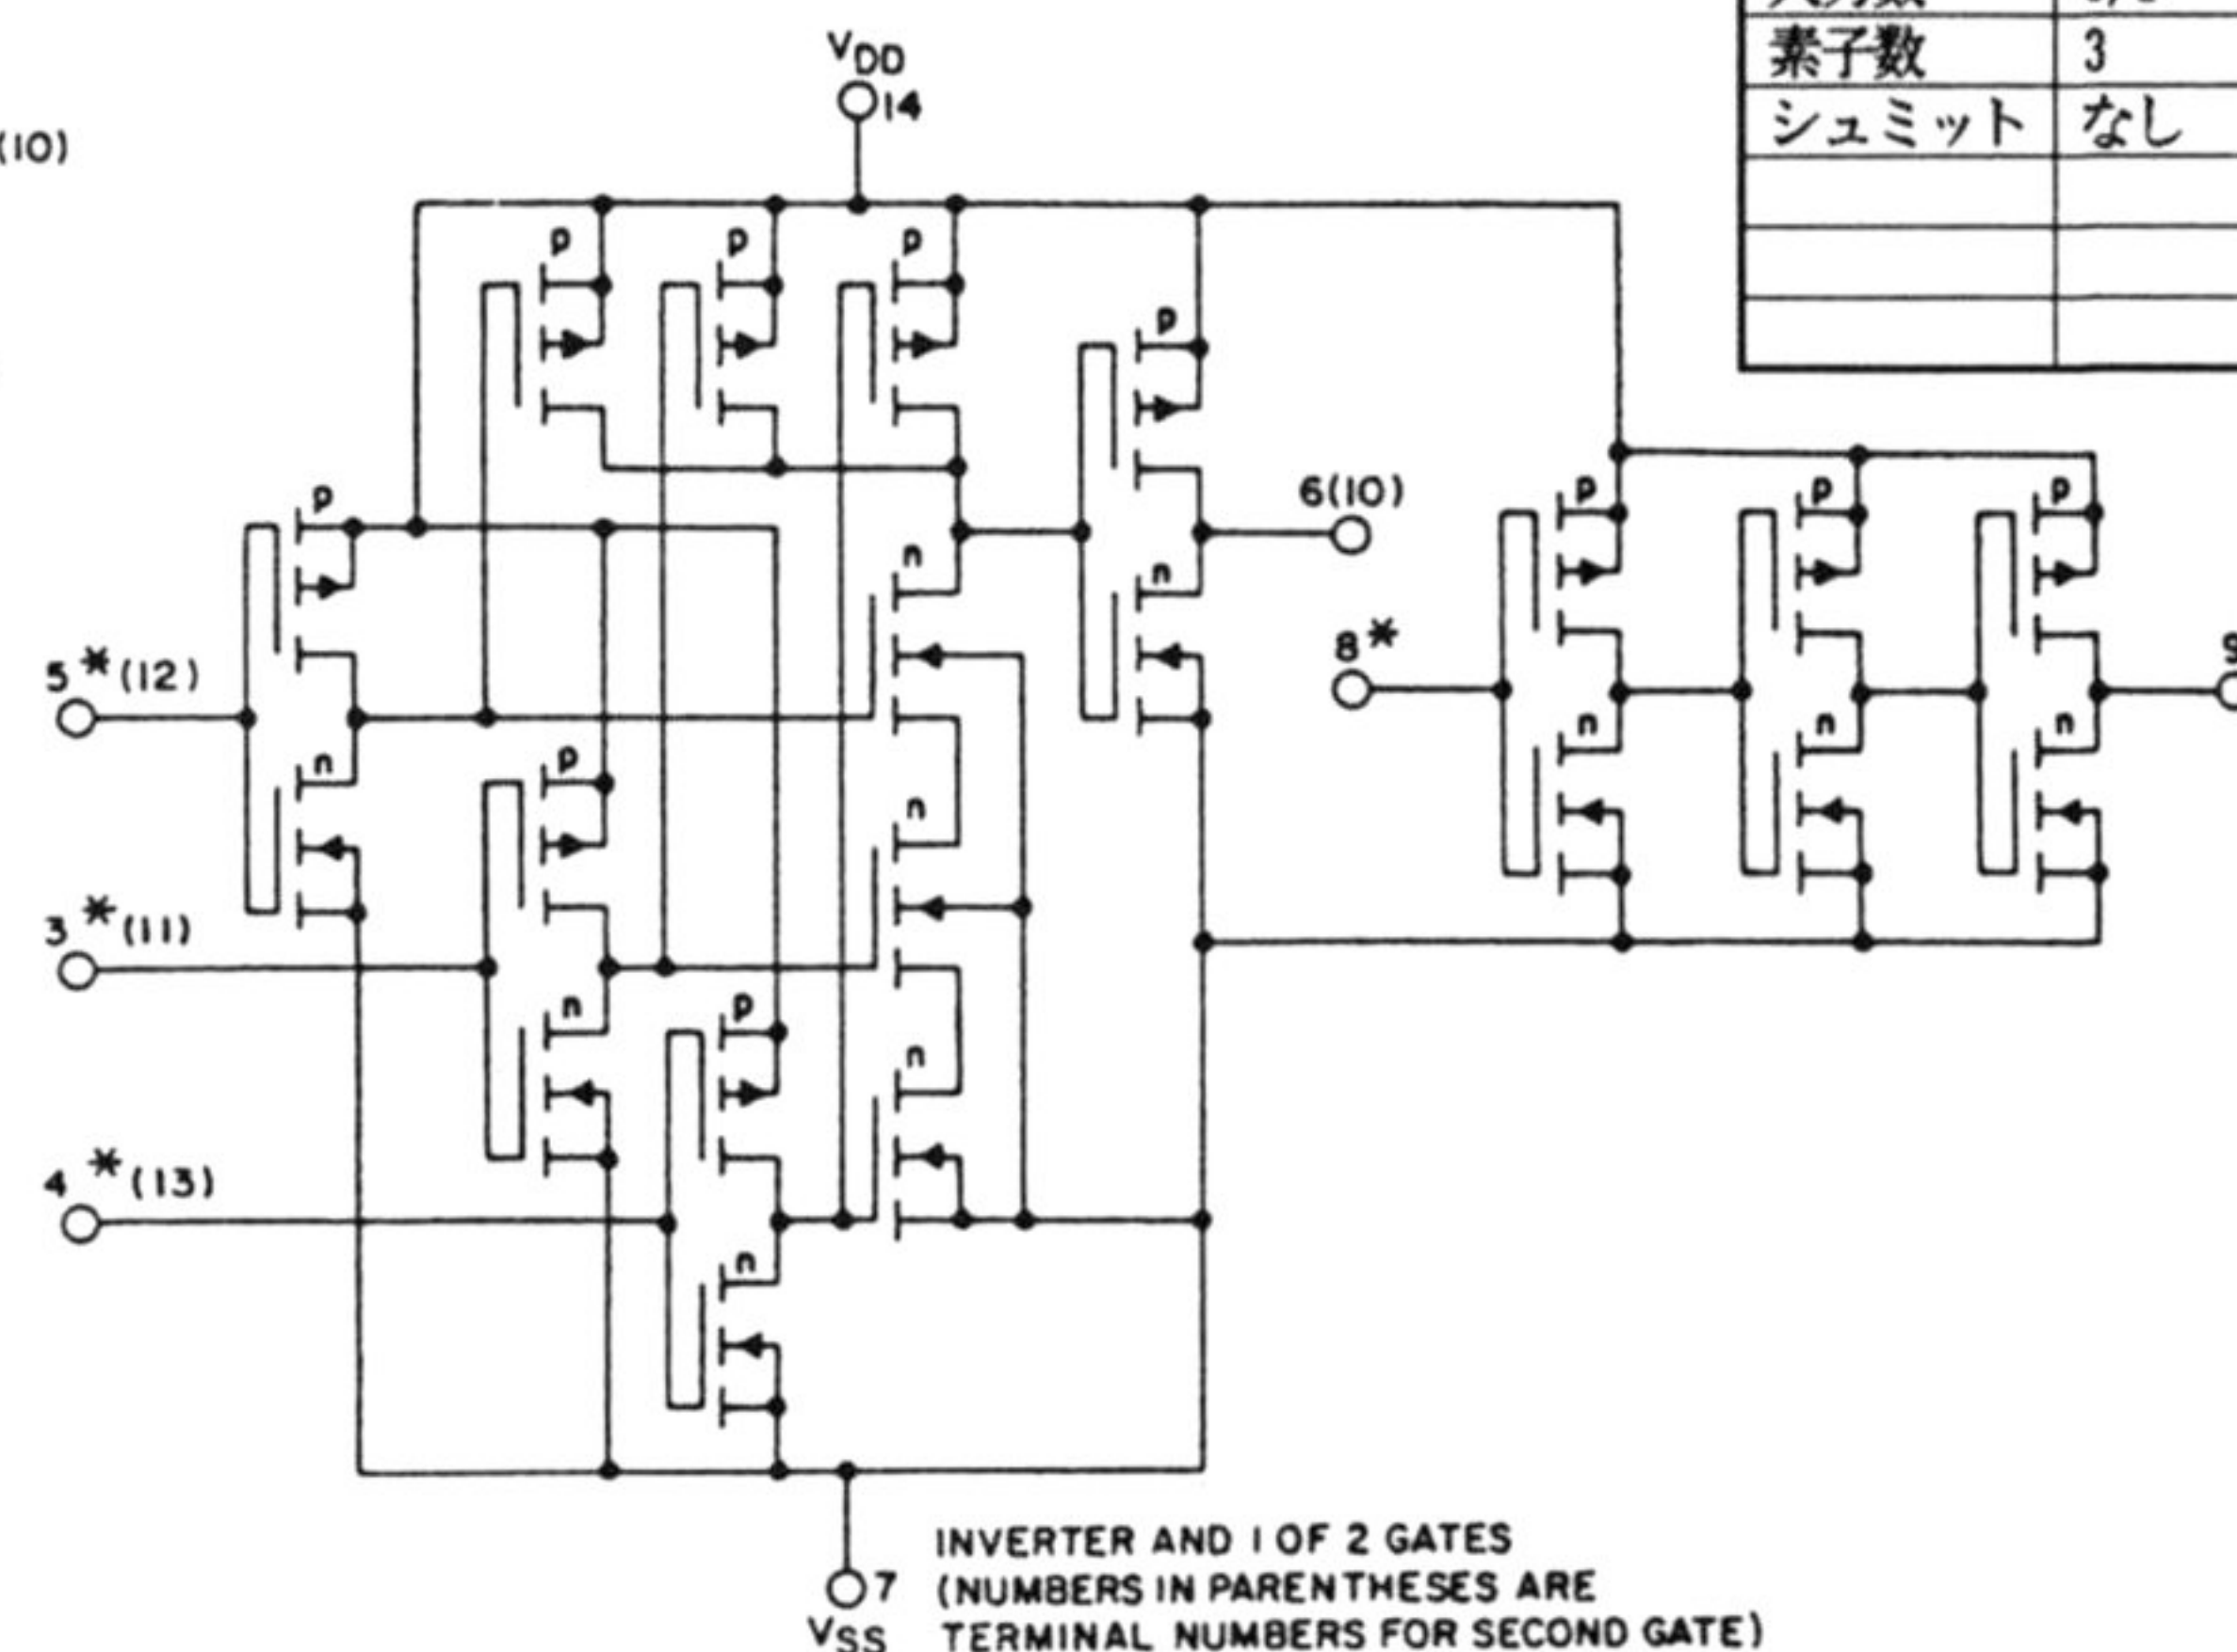 (10)
VDD
14
素子数 3
シュミット なし
p
p
p
p
6(10)
p
p
p
p
n
n
8*
9
5*(12)
n
n
n
n
p
n
3*(11)
n
p
n
4*(13)
n
7
VSS
INVERTER AND 1 OF 2 GATES
(NUMBERS IN PARENTHESES ARE
TERMINAL NUMBERS FOR SECOND GATE)